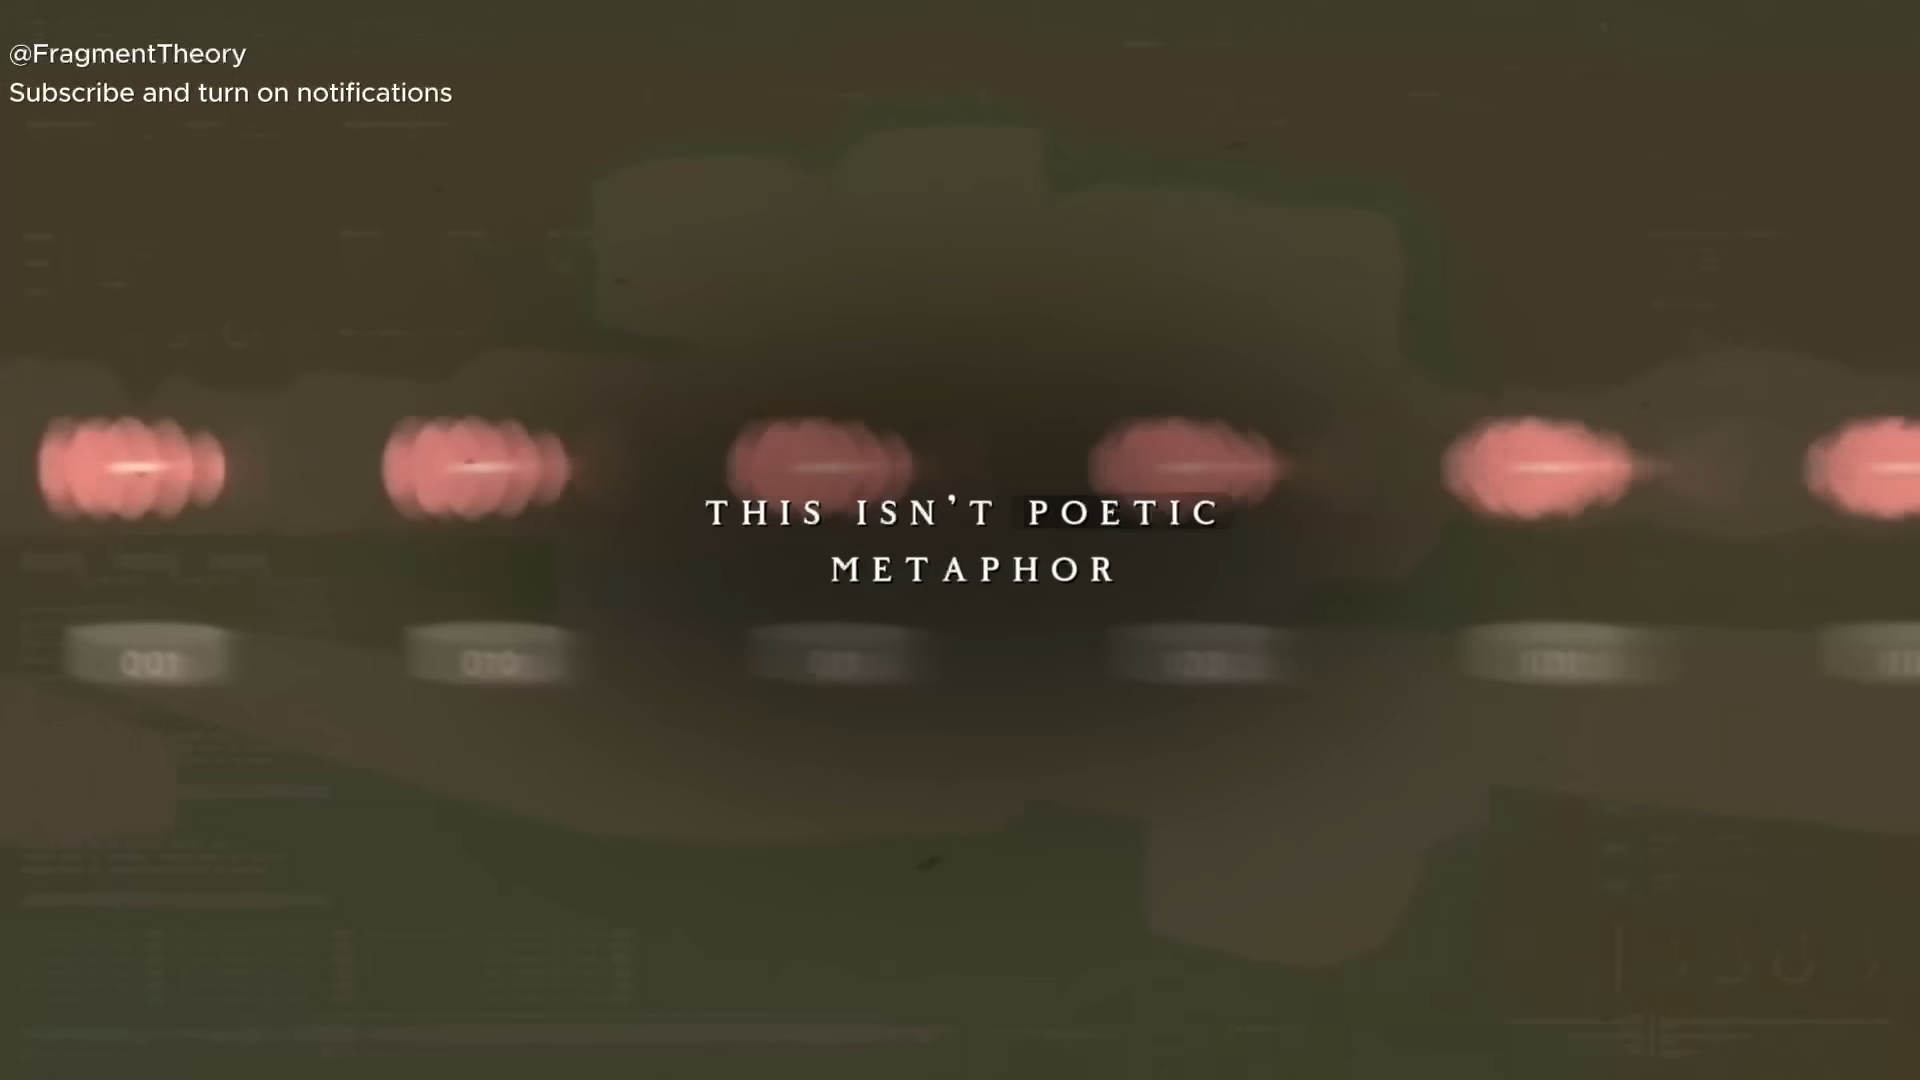 @FragmentTheory
Subscribe and turn on notifications
THIS ISN'T POETIC
METAPHOR